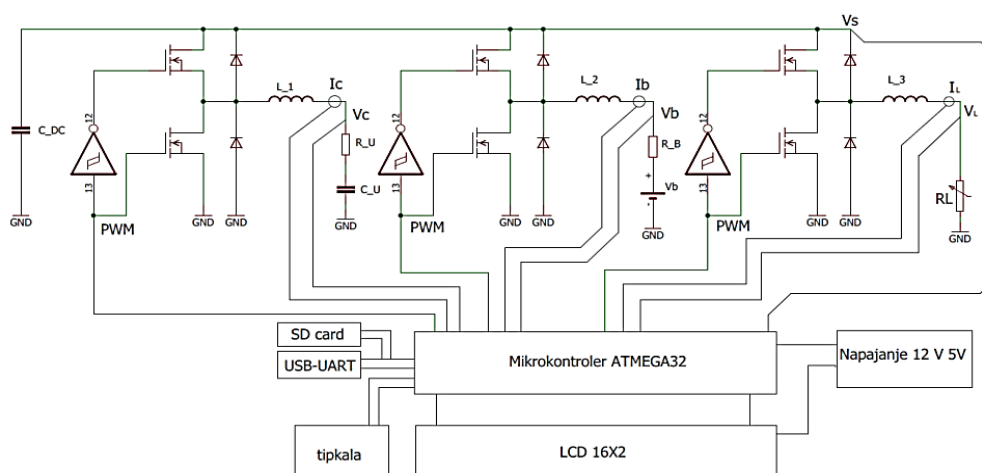 Vs
L_1
Ic
L_2
Ib
L_3
IL
Vc
Vb
VL
C_DC
12
12
12
R_U
R_B
C_U
+
Vb
-
RL
13
13
13
GND
PWM
GND
GND
GND
PWM
GND
GND
GND
PWM
GND
GND
GND
SD card
USB-UART
Mikrokontroler ATMEGA32
Napajanje 12 V 5V
tipkala
LCD 16X2